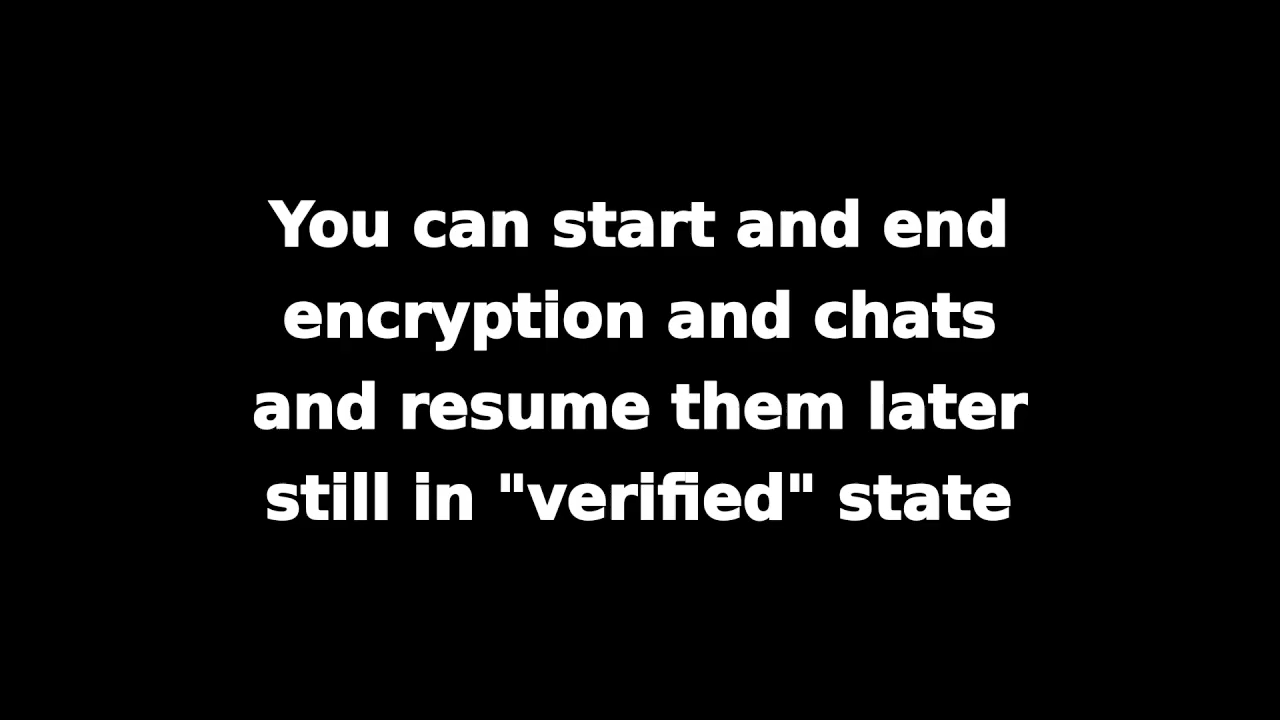 You can start and end
encryption and chats
and resume them later
still in "verified" state